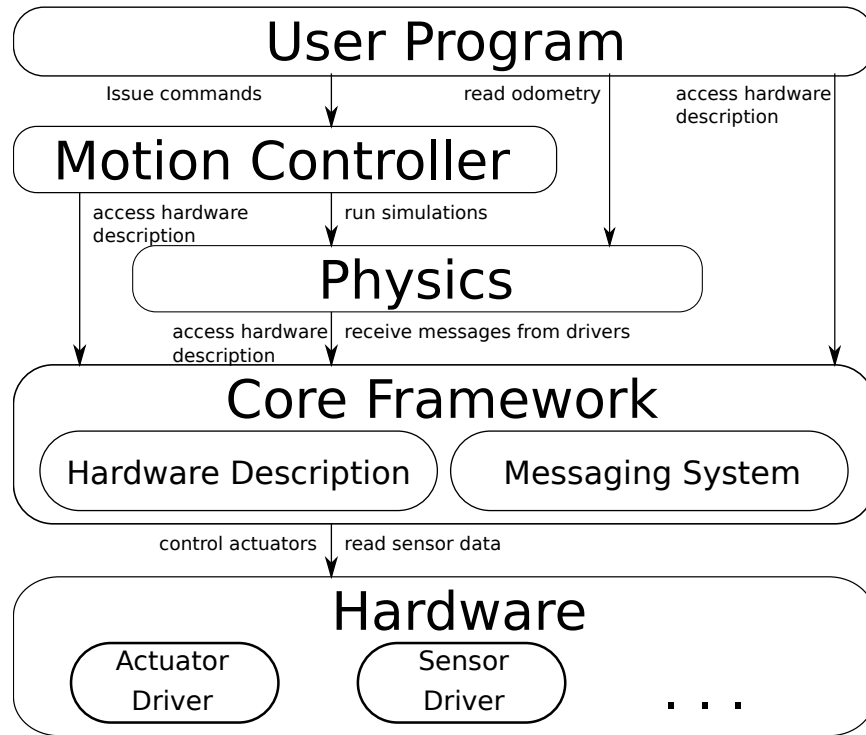 User Program
Issue commands
read odometry
access hardware
description
Motion Controller
access hardware
description
run simulations
Physics
access hardware
description
receive messages from drivers
Core Framework
Hardware Description
Messaging System
control actuators
read sensor data
Hardware
Actuator
Driver
Sensor
Driver
. . .